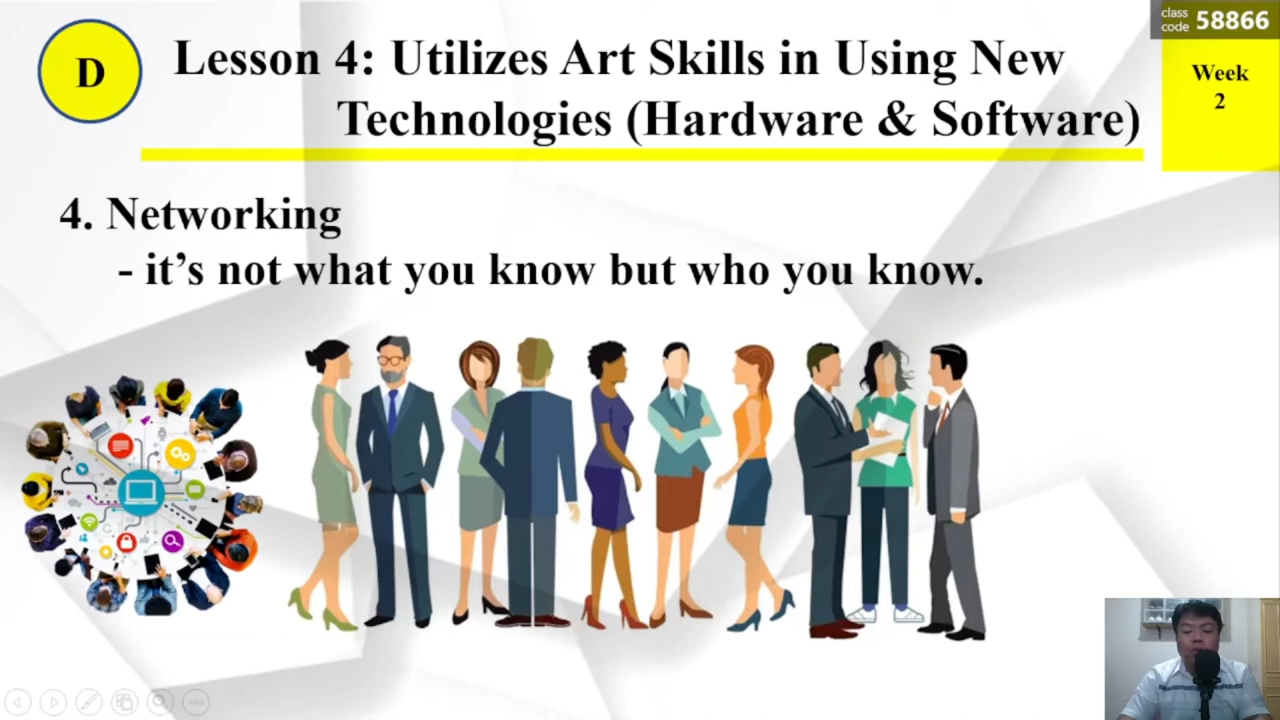 class
code 58866
D
Lesson 4: Utilizes Art Skills in Using New
Technologies (Hardware & Software)
Week
2
4. Networking
- it's not what you know but who you know.